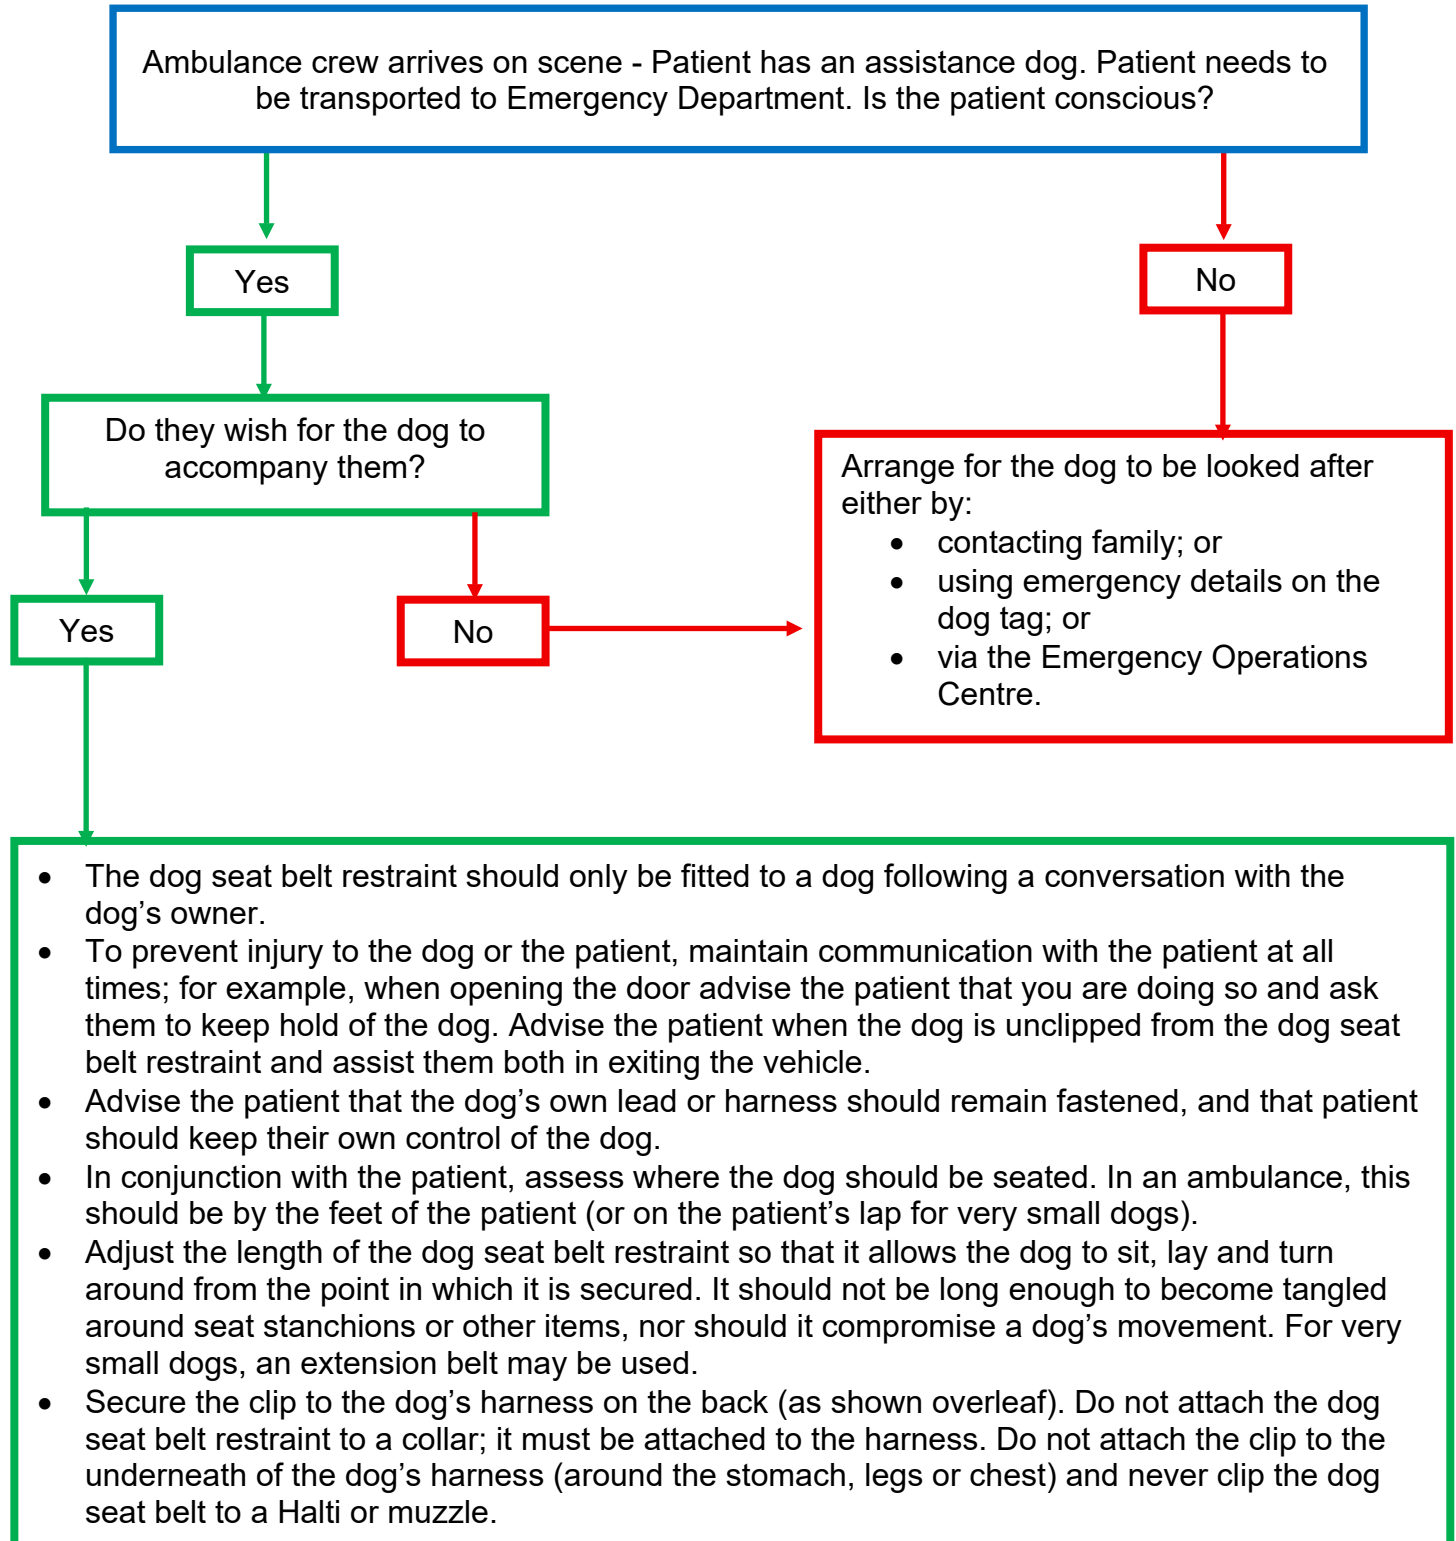 Ambulance crew arrives on scene - Patient has an assistance dog. Patient needs to
be transported to Emergency Department. Is the patient conscious?
Yes
No
Do they wish for the dog to
accompany them?
Arrange for the dog to be looked after
either by:
• contacting family; or
• using emergency details on the
dog tag; or
• via the Emergency Operations
Centre.
Yes
No
• The dog seat belt restraint should only be fitted to a dog following a conversation with the
dog’s owner.
• To prevent injury to the dog or the patient, maintain communication with the patient at all
times; for example, when opening the door advise the patient that you are doing so and ask
them to keep hold of the dog. Advise the patient when the dog is unclipped from the dog seat
belt restraint and assist them both in exiting the vehicle.
• Advise the patient that the dog’s own lead or harness should remain fastened, and that patient
should keep their own control of the dog.
• In conjunction with the patient, assess where the dog should be seated. In an ambulance, this
should be by the feet of the patient (or on the patient’s lap for very small dogs).
• Adjust the length of the dog seat belt restraint so that it allows the dog to sit, lay and turn
around from the point in which it is secured. It should not be long enough to become tangled
around seat stanchions or other items, nor should it compromise a dog’s movement. For very
small dogs, an extension belt may be used.
• Secure the clip to the dog’s harness on the back (as shown overleaf). Do not attach the dog
seat belt restraint to a collar; it must be attached to the harness. Do not attach the clip to the
underneath of the dog’s harness (around the stomach, legs or chest) and never clip the dog
seat belt to a Halti or muzzle.